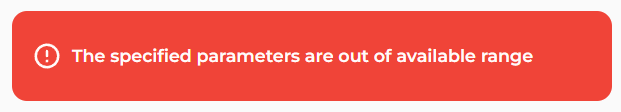 The specified parameters are out of available range